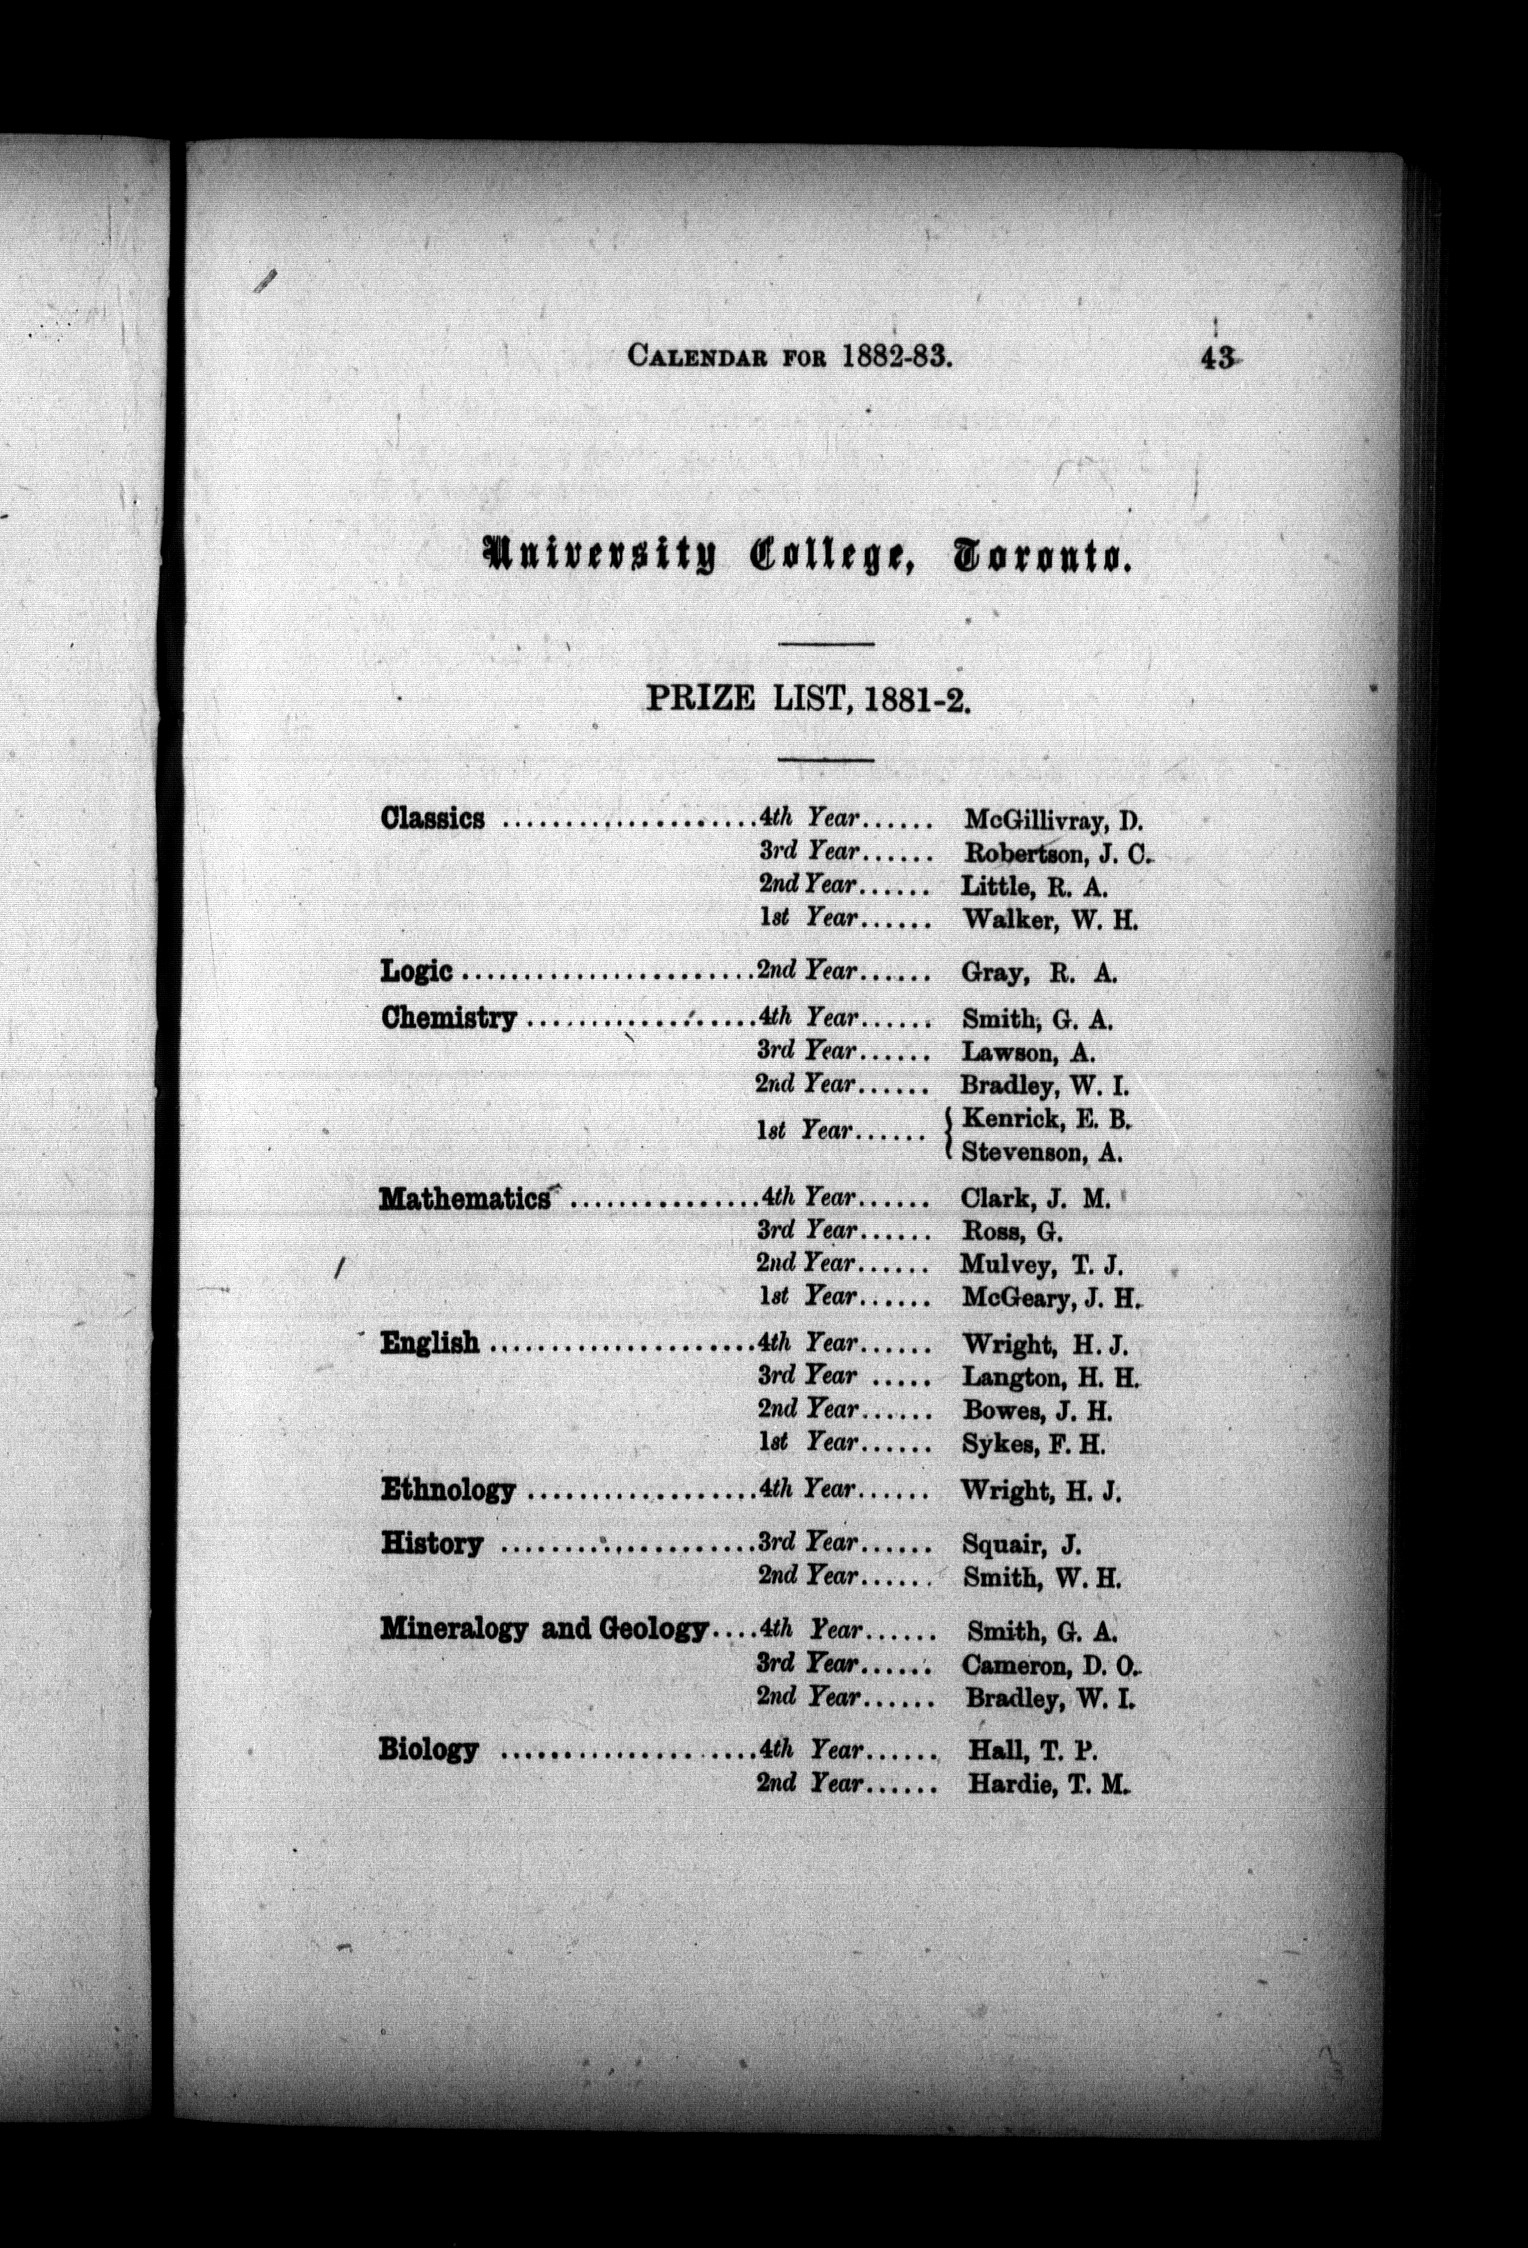 CALENDAR FOR 1882-83. 43
University College, Toronto.
PRIZE LIST, 1881-2.
Classics .....................4th Year...... McGillivray, D.
3rd Year...... Robertson, J. C.
2nd Year...... Little, R. A.
1st Year...... Walker, W. H.
Logic ........................2nd Year...... Gray, R. A.
Chemistry ...................4th Year...... Smith, G. A.
3rd Year...... Lawson, A.
2nd Year...... Bradley, W. I.
1st Year...... { Kenrick, E. B.
Stevenson, A.
Mathematics ...............4th Year...... Clark, J. M.
3rd Year...... Ross, G.
2nd Year...... Mulvey, T. J.
1st Year...... McGeary, J. H.
English ......................4th Year...... Wright, H. J.
3rd Year ..... Langton, H. H.
2nd Year...... Bowes, J. H.
1st Year...... Sykes, F. H.
Ethnology ..................4th Year...... Wright, H. J.
History .....................3rd Year...... Squair, J.
2nd Year...... Smith, W. H.
Mineralogy and Geology....4th Year...... Smith, G. A.
3rd Year...... Cameron, D. O.
2nd Year...... Bradley, W. I.
Biology .....................4th Year...... Hall, T. P.
2nd Year...... Hardie, T. M.